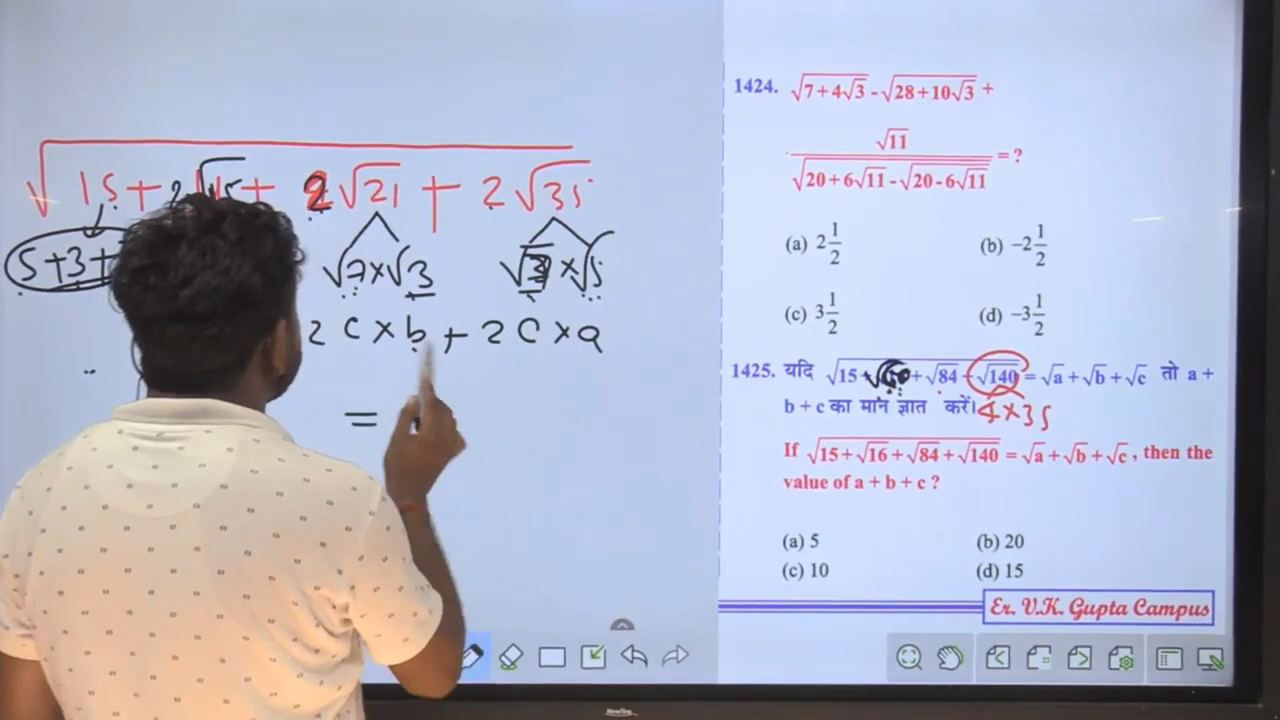 √15 + 2√15 + 2√21 + 2√35
5+3+
√7×√3 √7×√5
2 c×b + 2 c×a
=
1424. √7+4√3 - √28+10√3 +
√11
√20+6√11 - √20-6√11 = ?
(a) 2 1/2 (b) -2 1/2
(c) 3 1/2 (d) -3 1/2
1425. यदि √15+√60+√84+√140 = √a+√b+√c तो a +
b + c का मान ज्ञात करें। 4×35
If √15+√16+√84+√140 = √a+√b+√c, then the
value of a + b + c ?
(a) 5 (b) 20
(c) 10 (d) 15
Er. V.K. Gupta Campus